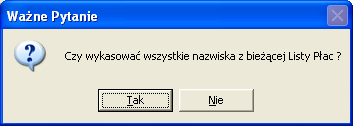 Ważne Pytanie
Czy wykasować wszystkie nazwiska z bieżącej Listy Płac ?
Tak
Nie